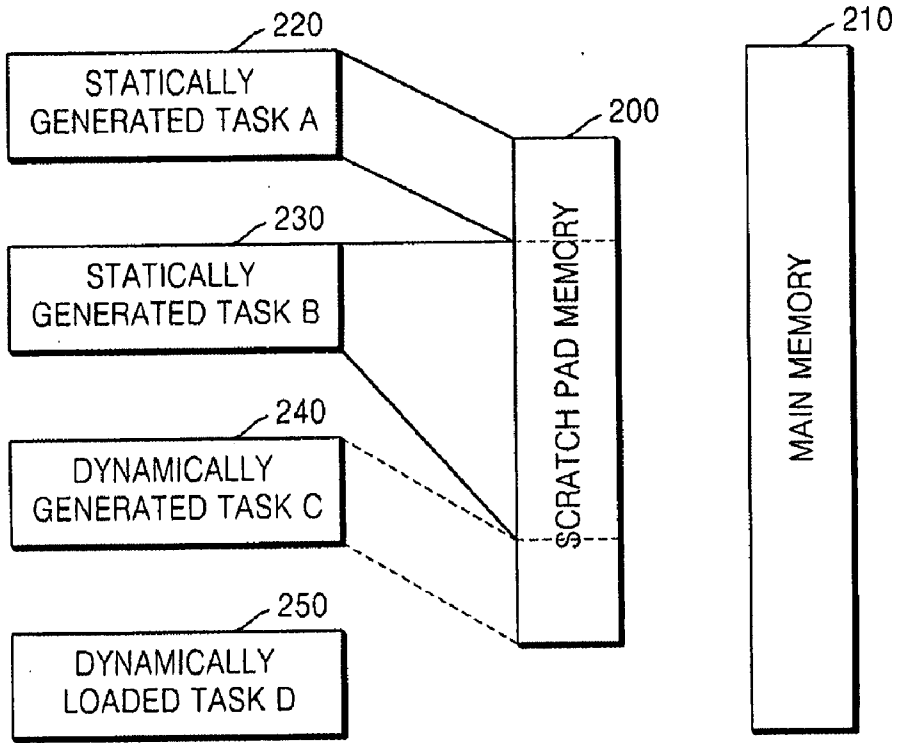 220
STATICALLY
GENERATED TASK A
230
STATICALLY
GENERATED TASK B
240
DYNAMICALLY
GENERATED TASK C
250
DYNAMICALLY
LOADED TASK D
200
SCRATCH PAD MEMORY
210
MAIN MEMORY